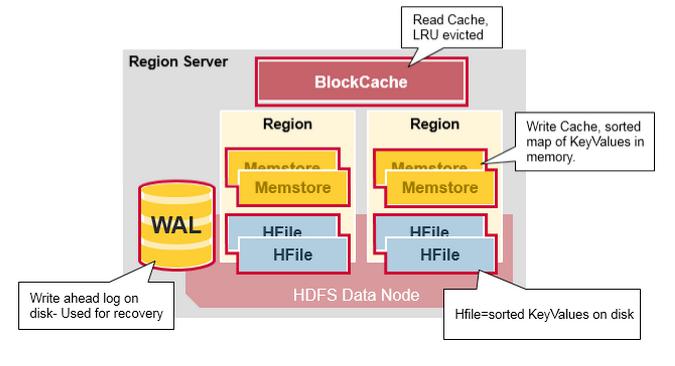 Read Cache,
LRU evicted
Region Server
BlockCache
Region
Region
Write Cache, sorted
map of KeyValues in
memory.
Memstore
Memstore
Memstore
Memstore
WAL
HFile
HFile
HFile
HFile
HDFS Data Node
Write ahead log on
disk- Used for recovery
Hfile=sorted KeyValues on disk